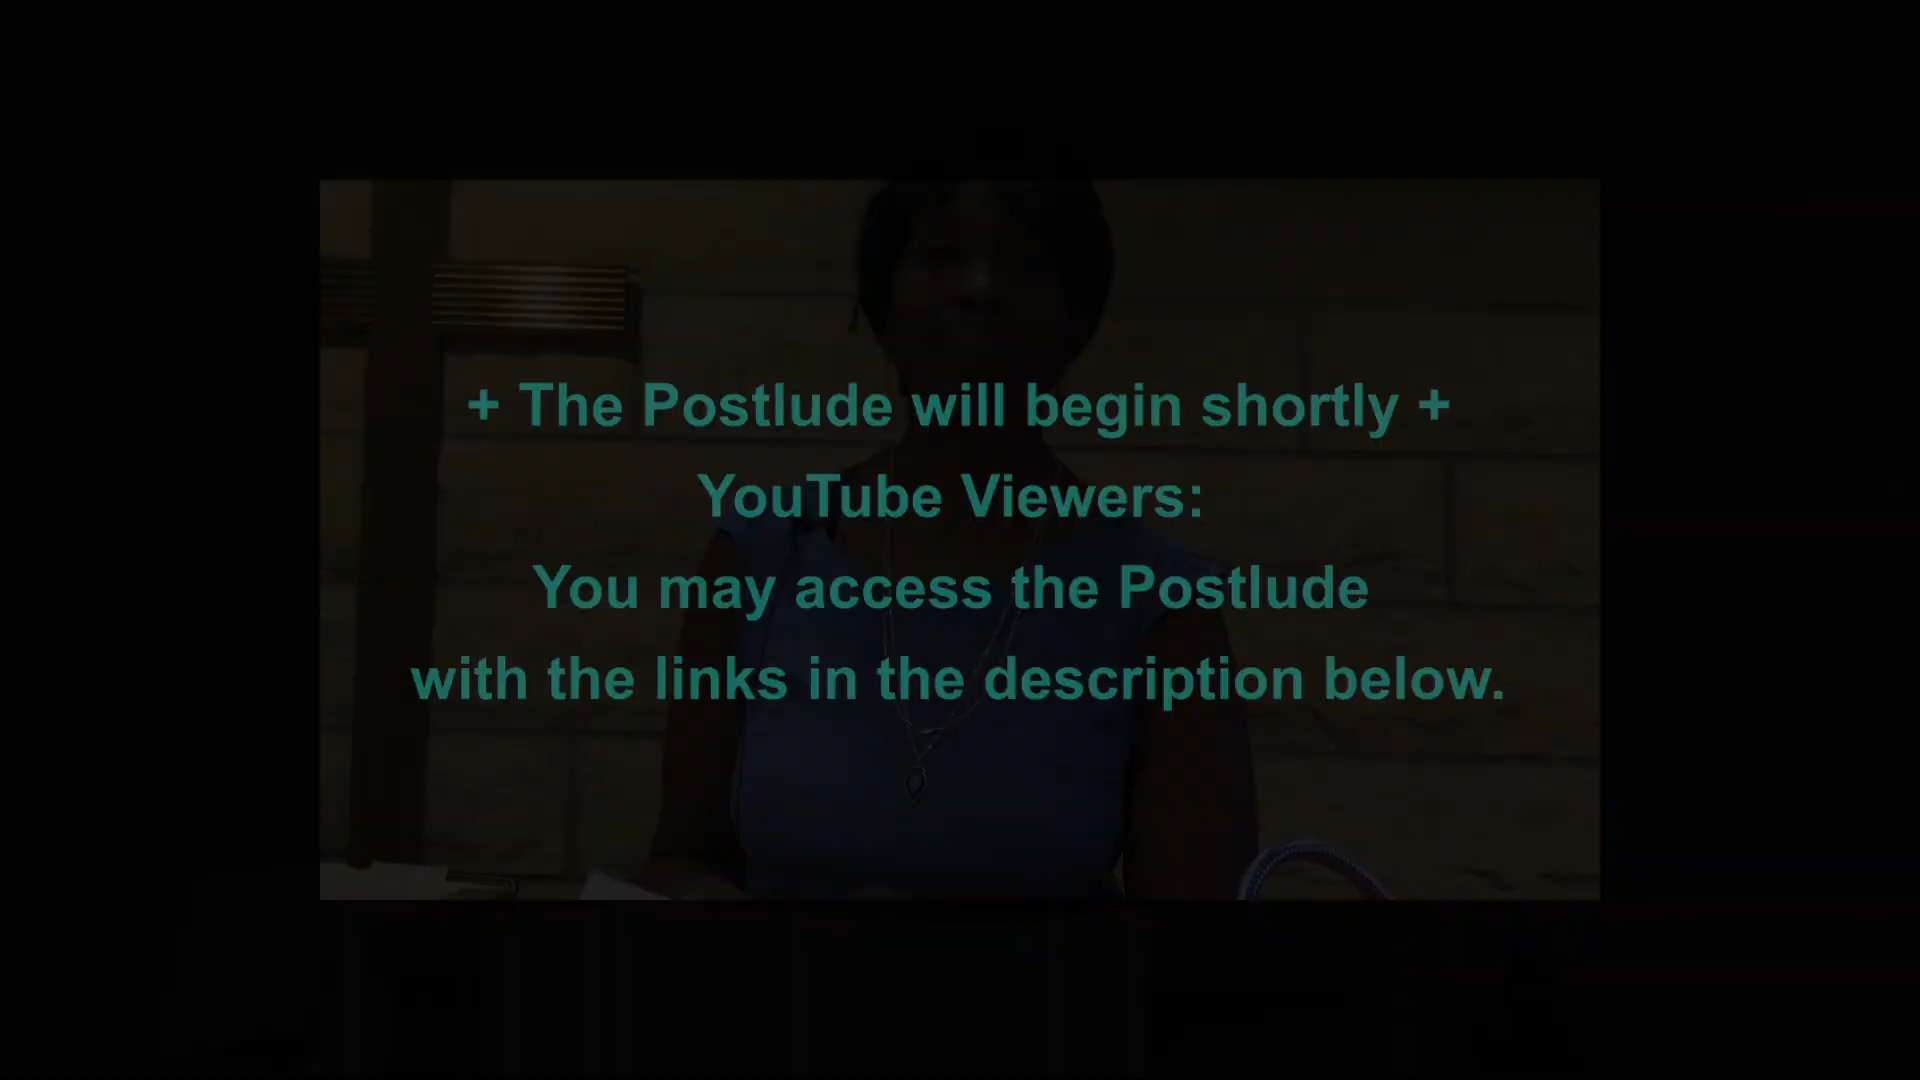 + The Postlude will begin shortly +
YouTube Viewers:
You may access the Postlude
with the links in the description below.